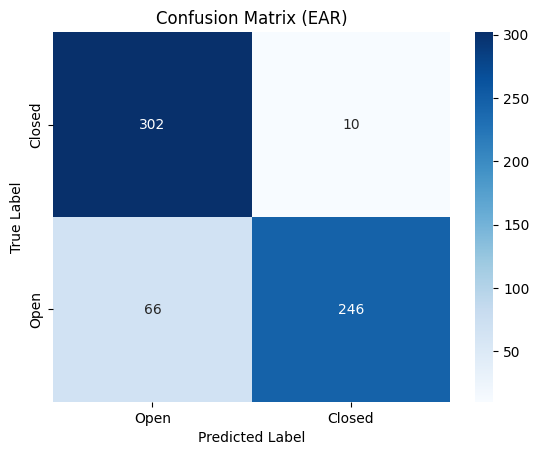 Confusion Matrix (EAR)
True Label
Closed
Open
302 10
66 246
Open Closed
Predicted Label
300
250
200
150
100
50